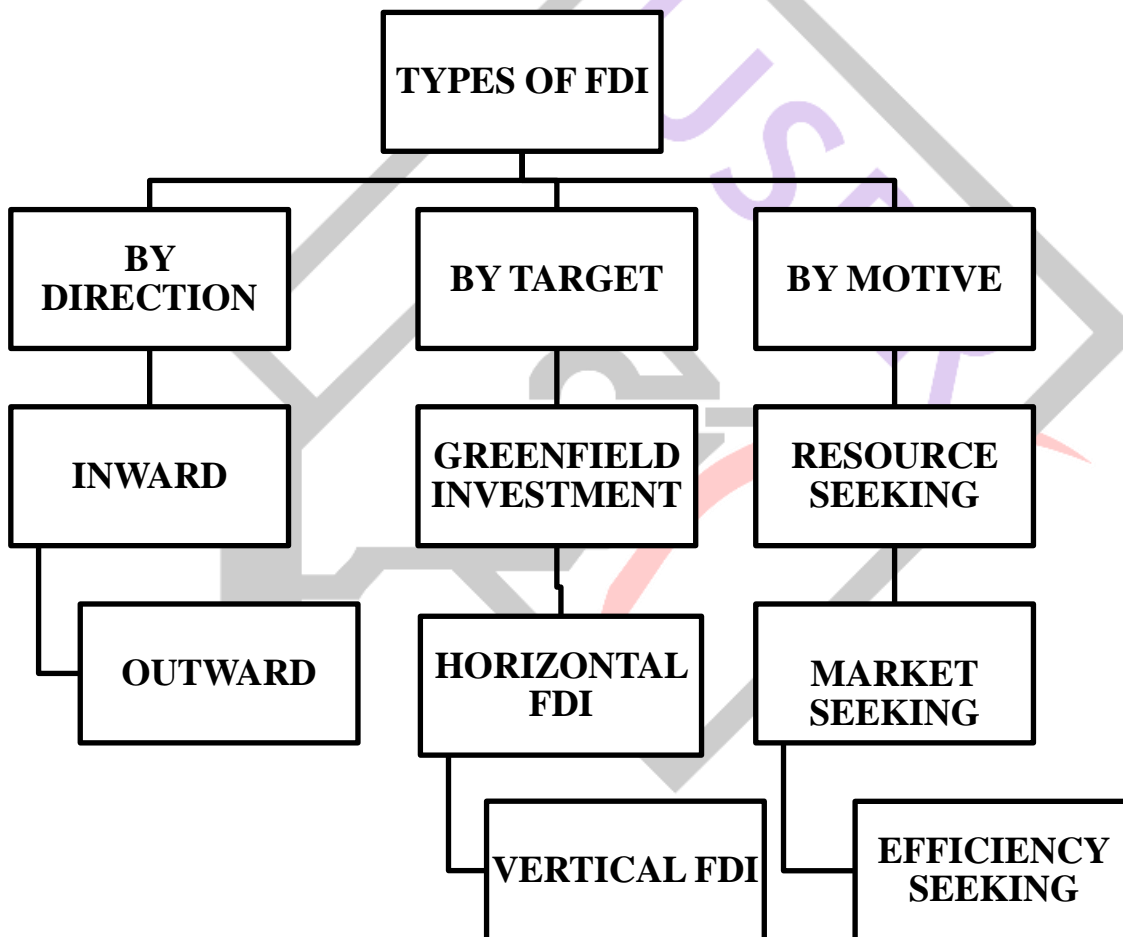 TYPES OF FDI
BY
DIRECTION
BY TARGET
BY MOTIVE
INWARD
GREENFIELD
INVESTMENT
RESOURCE
SEEKING
OUTWARD
HORIZONTAL
FDI
MARKET
SEEKING
VERTICAL FDI
EFFICIENCY
SEEKING